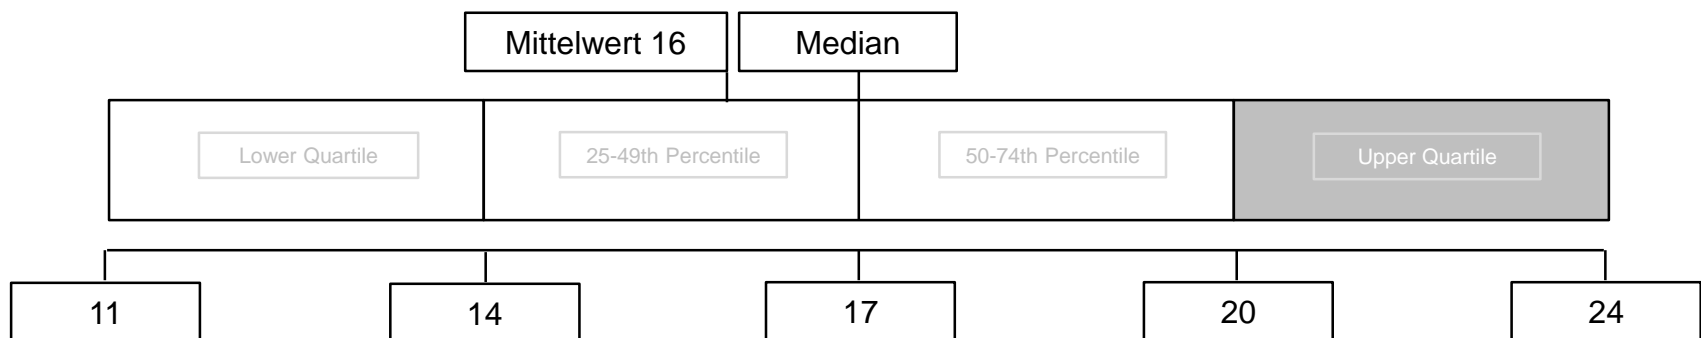 Mittelwert 16
Median
Lower Quartile
25-49th Percentile
50-74th Percentile
Upper Quartile
11
14
17
20
24